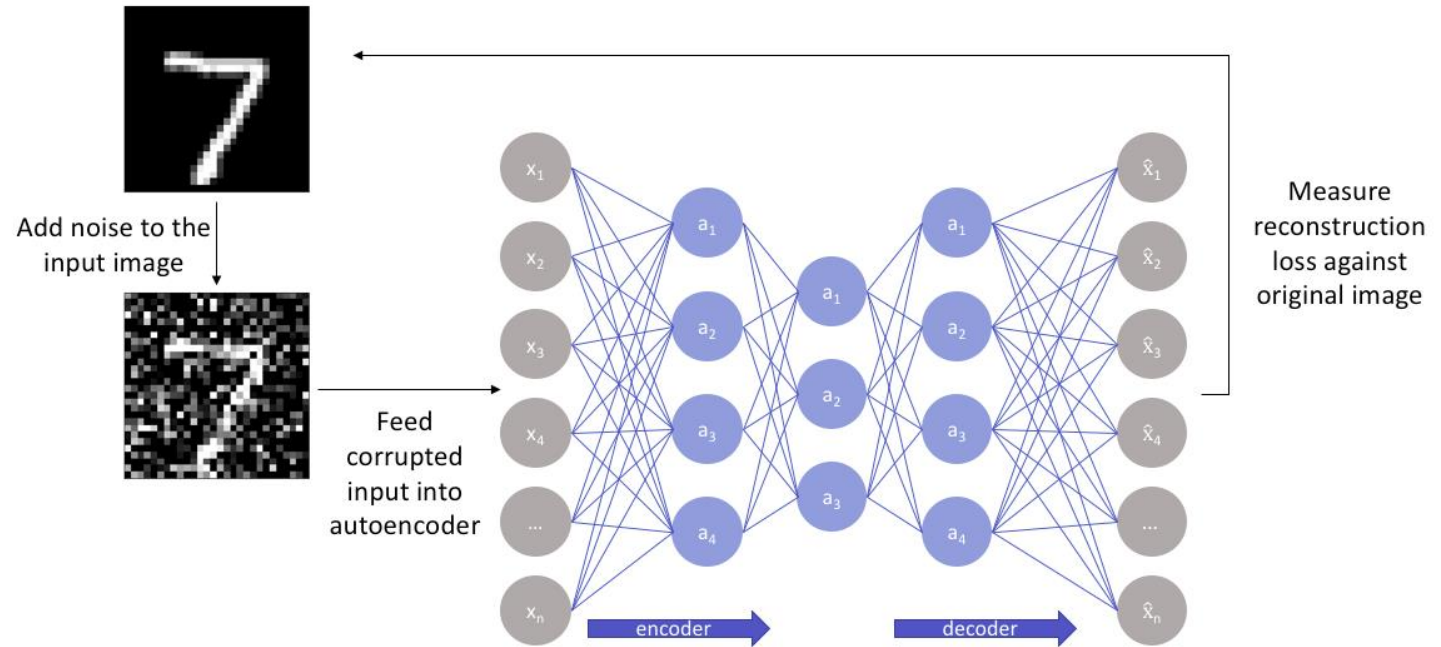 Add noise to the
input image
Feed
corrupted
input into
autoencoder
x₁
x₂
x₃
x₄
...
xₙ
a₁
a₂
a₃
a₄
a₁
a₂
a₃
a₁
a₂
a₃
a₄
x̂₁
x̂₂
x̂₃
x̂₄
...
x̂ₙ
encoder
decoder
Measure
reconstruction
loss against
original image